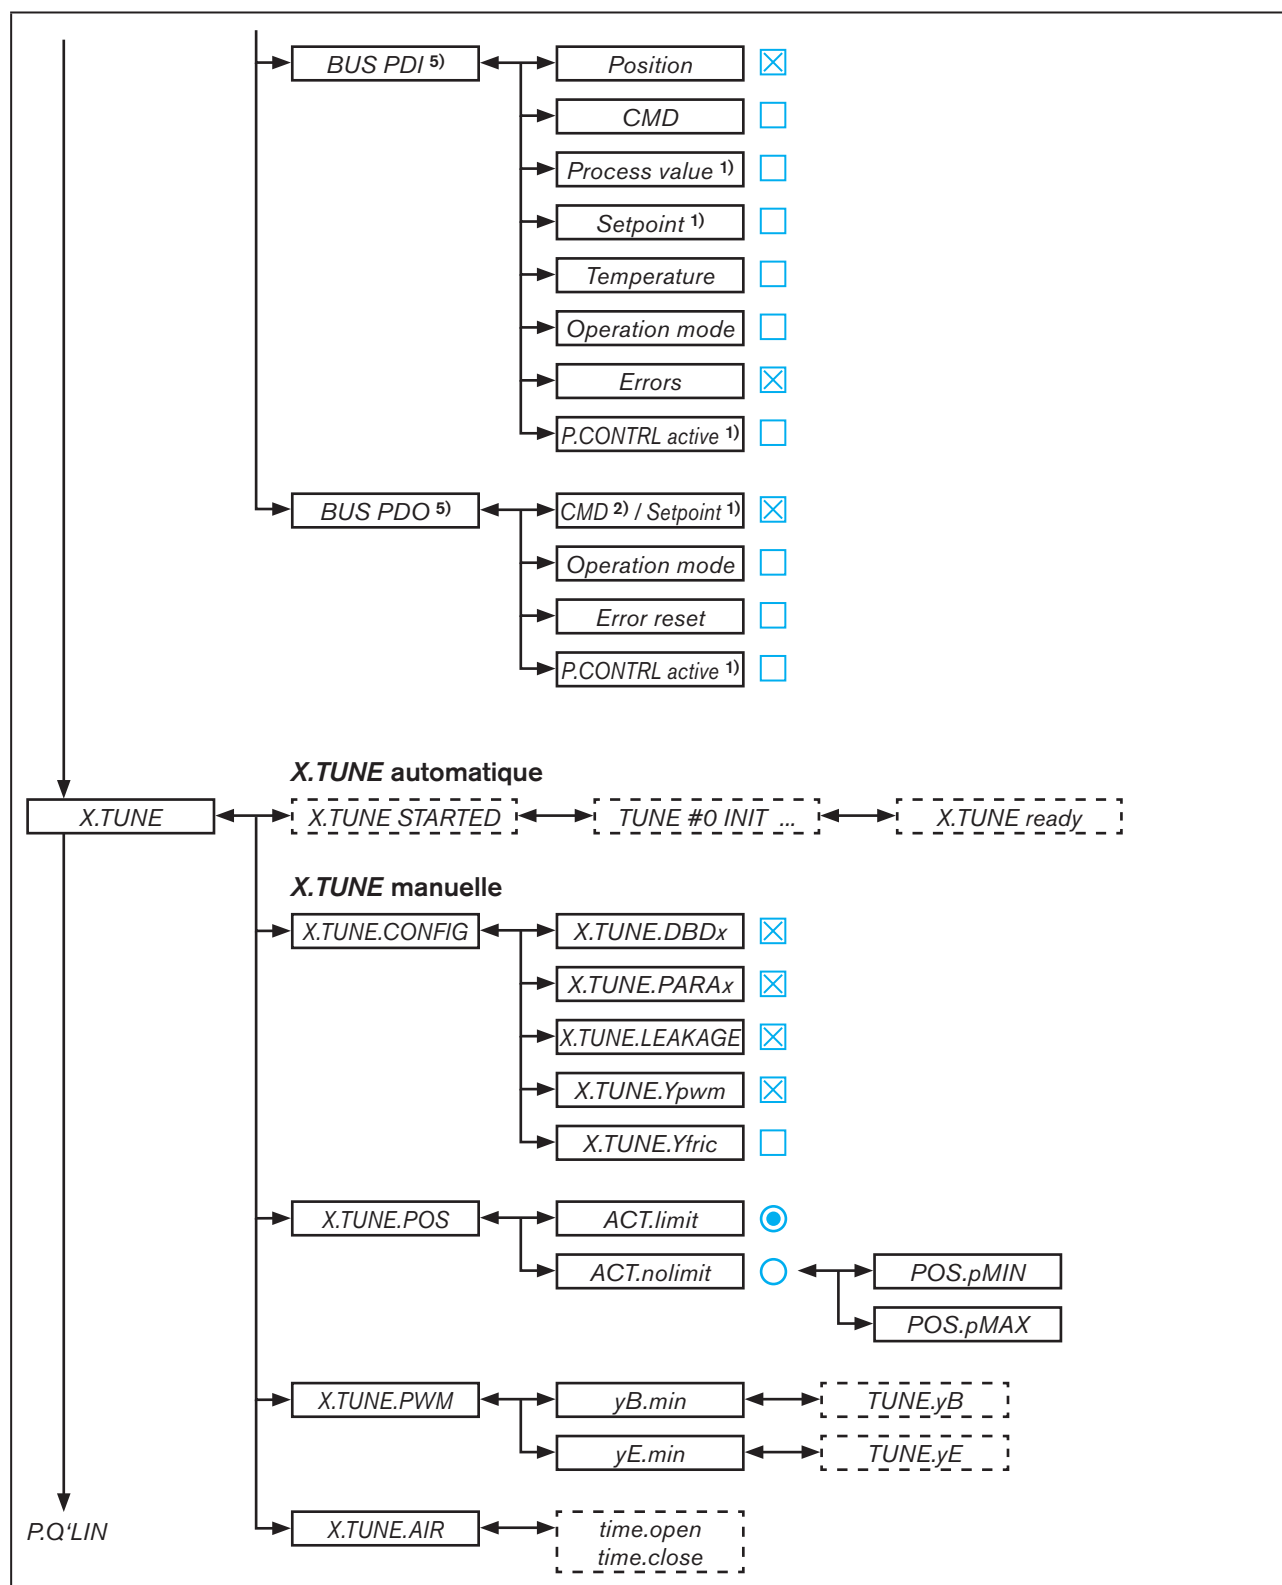 BUS PDI 5)
Position
CMD
Process value 1)
Setpoint 1)
Temperature
Operation mode
Errors
P.CONTRL active 1)
BUS PDO 5)
CMD 2) / Setpoint 1)
Operation mode
Error reset
P.CONTRL active 1)
X.TUNE automatique
X.TUNE
X.TUNE STARTED
TUNE #0 INIT ...
X.TUNE ready
X.TUNE manuelle
X.TUNE.CONFIG
X.TUNE.DBDx
X.TUNE.PARAx
X.TUNE.LEAKAGE
X.TUNE.Ypwm
X.TUNE.Yfric
X.TUNE.POS
ACT.limit
ACT.nolimit
POS.pMIN
POS.pMAX
X.TUNE.PWM
yB.min
TUNE.yB
yE.min
TUNE.yE
P.Q‘LIN
X.TUNE.AIR
time.open
time.close